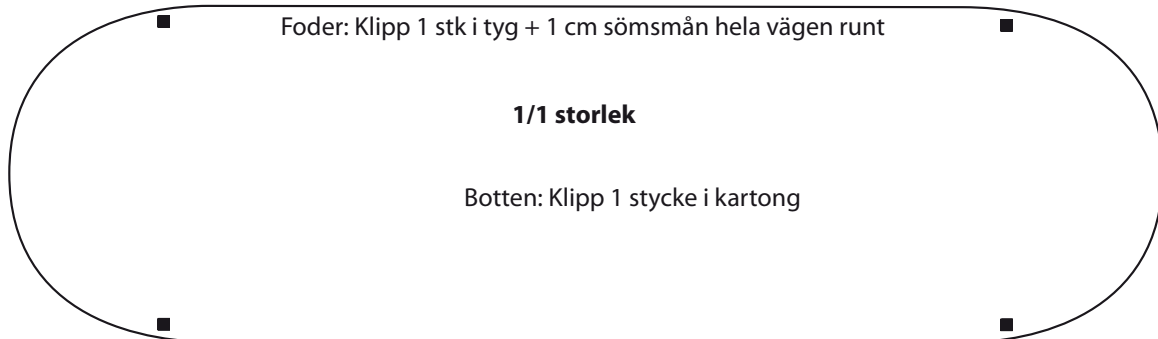 Foder: Klipp 1 stk i tyg + 1 cm sömsmån hela vägen runt
1/1 storlek
Botten: Klipp 1 stycke i kartong